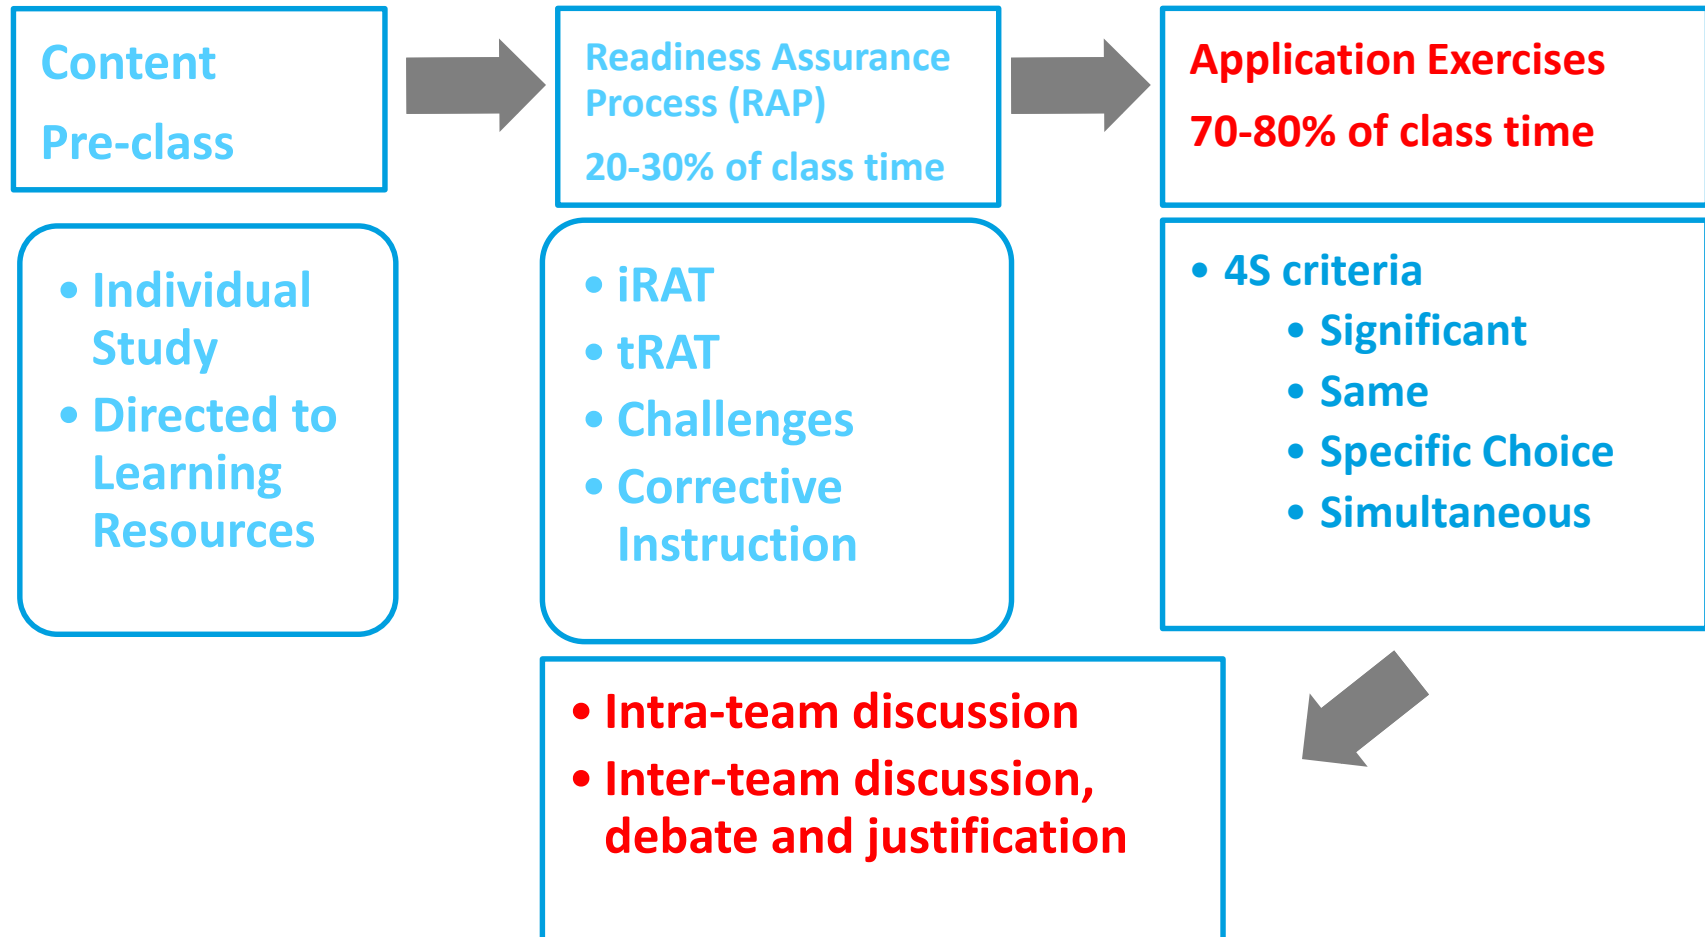 Content
Pre-class
Readiness Assurance
Process (RAP)
20-30% of class time
Application Exercises
70-80% of class time
• Individual
Study
• Directed to
Learning
Resources
• iRAT
• tRAT
• Challenges
• Corrective
Instruction
• 4S criteria
• Significant
• Same
• Specific Choice
• Simultaneous
• Intra-team discussion
• Inter-team discussion,
debate and justification